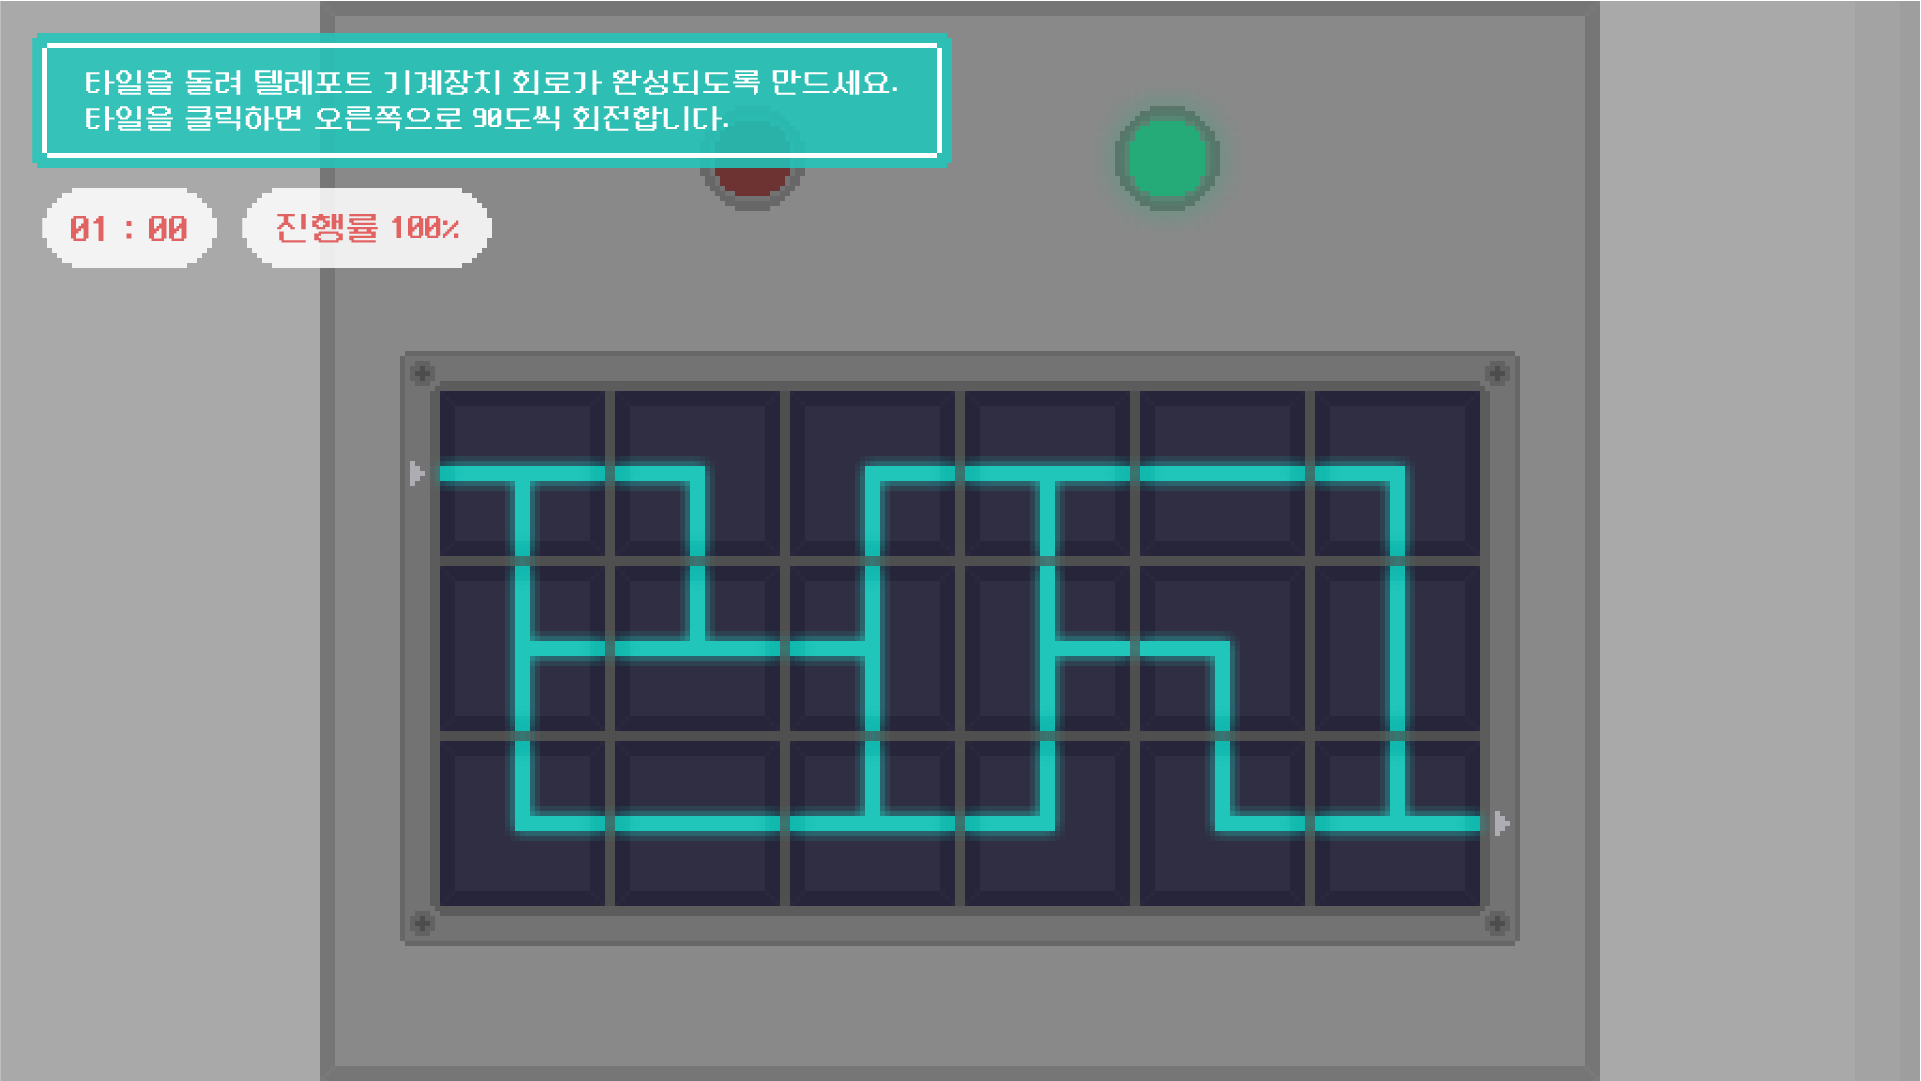 타일을 돌려 텔레포트 기계장치 회로가 완성되도록 만드세요.
타일을 클릭하면 오른쪽으로 90도씩 회전합니다.
01 : 00
진행률 100%